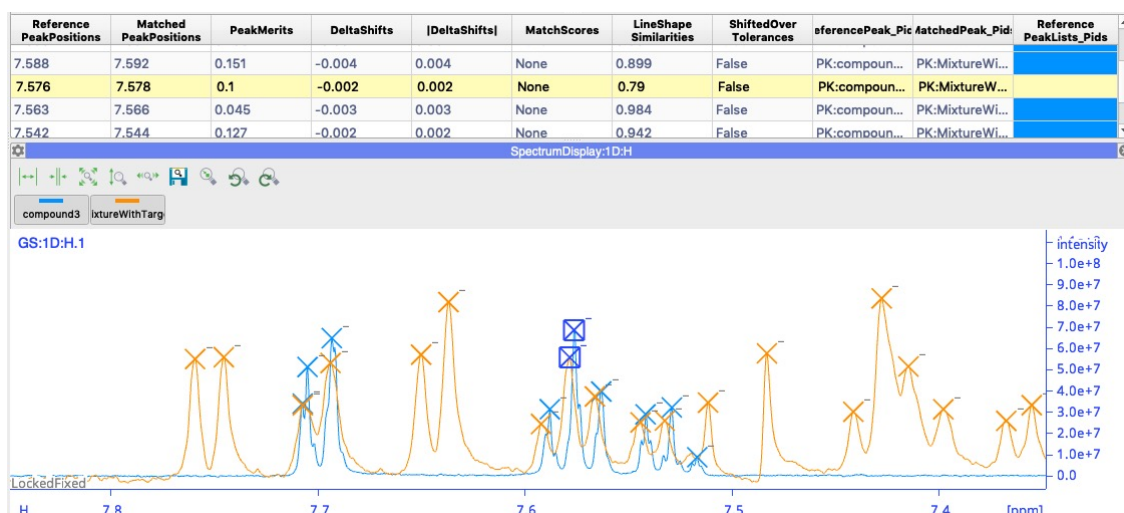 Reference PeakPositions Matched PeakPositions PeakMerits DeltaShifts |DeltaShifts| MatchScores LineShape Similarities ShiftedOver Tolerances eferencePeak_Pic MatchedPeak_Pid: Reference PeakLists_Pids
7.588 7.592 0.151 -0.004 0.004 None 0.899 False PK:compoun... PK:MixtureWi...
7.576 7.578 0.1 -0.002 0.002 None 0.79 False PK:compoun... PK:MixtureW...
7.563 7.566 0.045 -0.003 0.003 None 0.984 False PK:compoun... PK:MixtureWi...
7.542 7.544 0.127 -0.002 0.002 None 0.942 False PK:compoun... PK:MixtureWi...
SpectrumDisplay:1D:H
compound3 ixtureWithTarg
GS:1D:H.1
intensity
1.0e+8
9.0e+7
8.0e+7
7.0e+7
6.0e+7
5.0e+7
4.0e+7
3.0e+7
2.0e+7
1.0e+7
0.0
LockedFixed
H 7.8 7.7 7.6 7.5 7.4 [ppm]